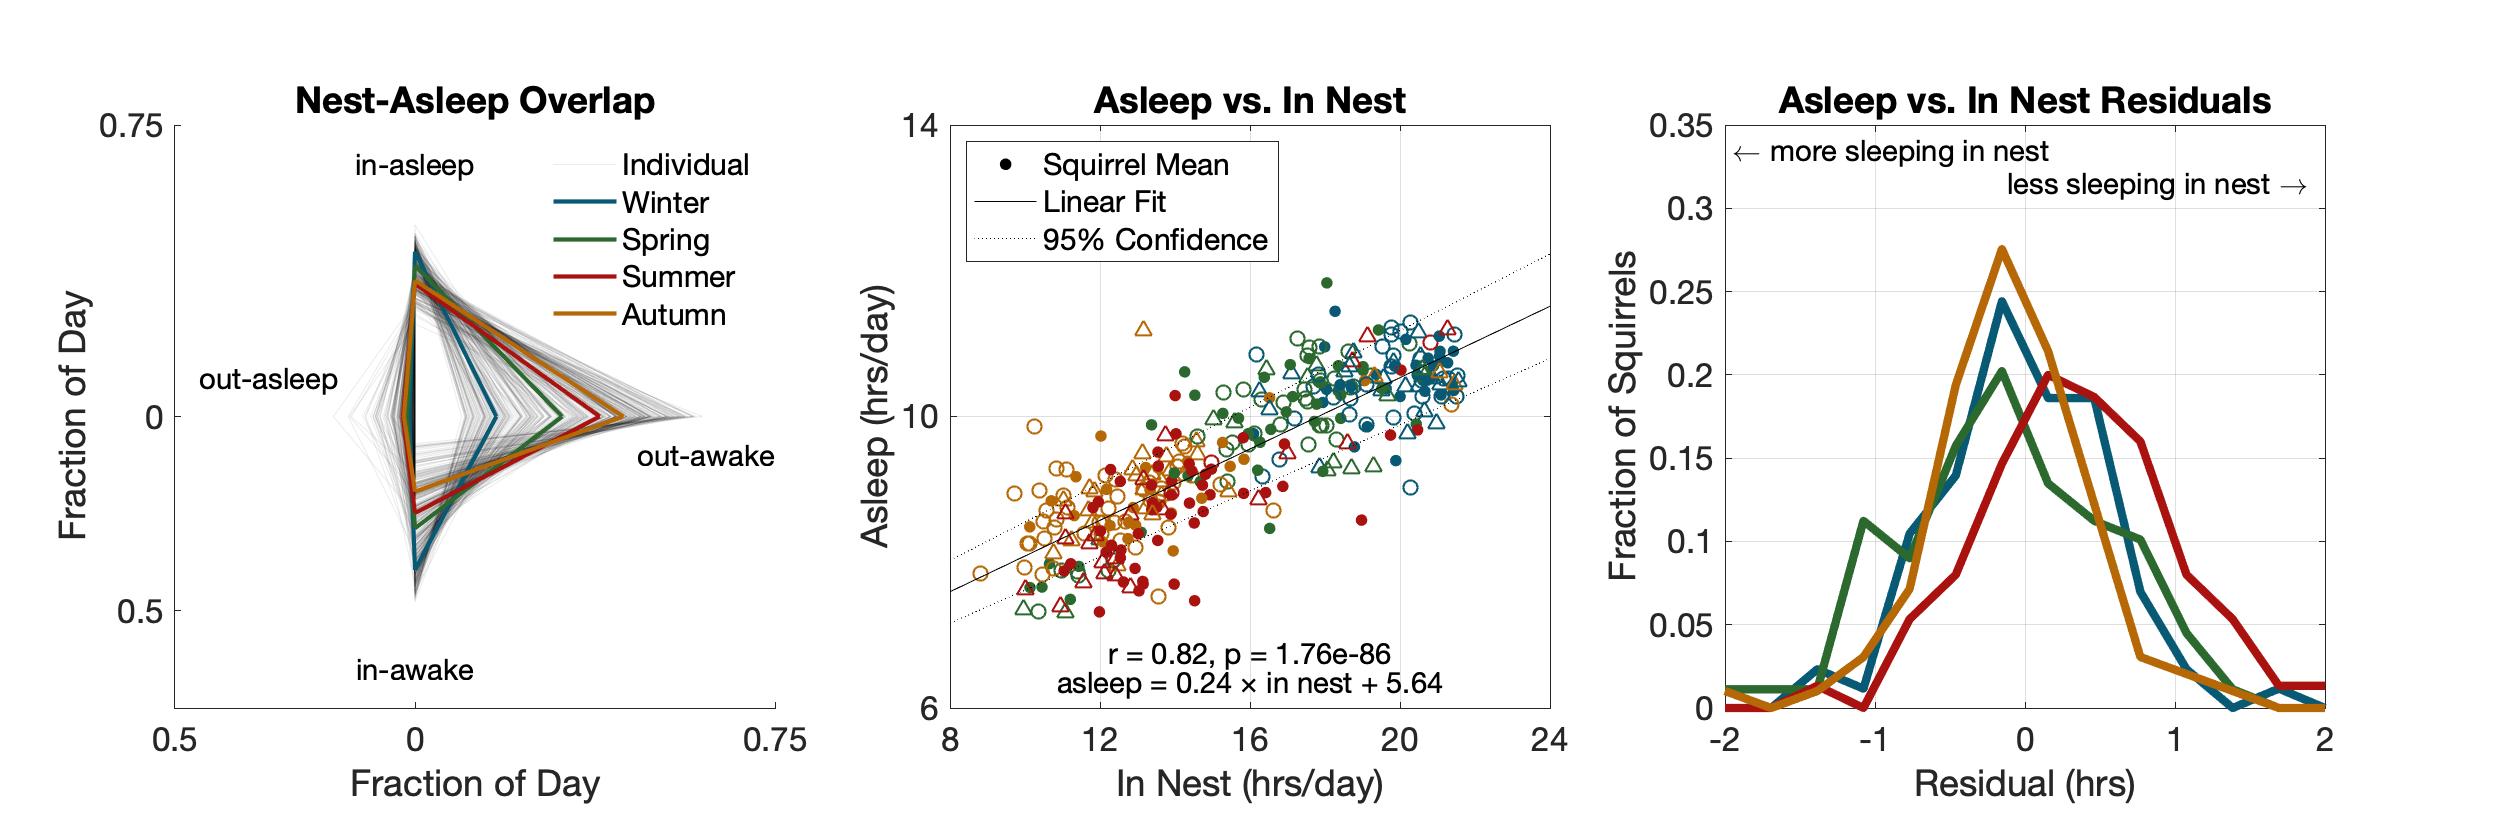 Nest-Asleep Overlap
0.75
0
0.5
Fraction of Day
in-asleep
out-asleep
out-awake
in-awake
Individual
Winter
Spring
Summer
Autumn
0.5
0
0.75
Fraction of Day
Asleep vs. In Nest
14
10
6
Asleep (hrs/day)
Squirrel Mean
Linear Fit
95% Confidence
r = 0.82, p = 1.76e-86
asleep = 0.24 × in nest + 5.64
8
12
16
20
24
In Nest (hrs/day)
Asleep vs. In Nest Residuals
0.35
0.3
0.25
0.2
0.15
0.1
0.05
0
Fraction of Squirrels
← more sleeping in nest
less sleeping in nest →
-2
-1
0
1
2
Residual (hrs)